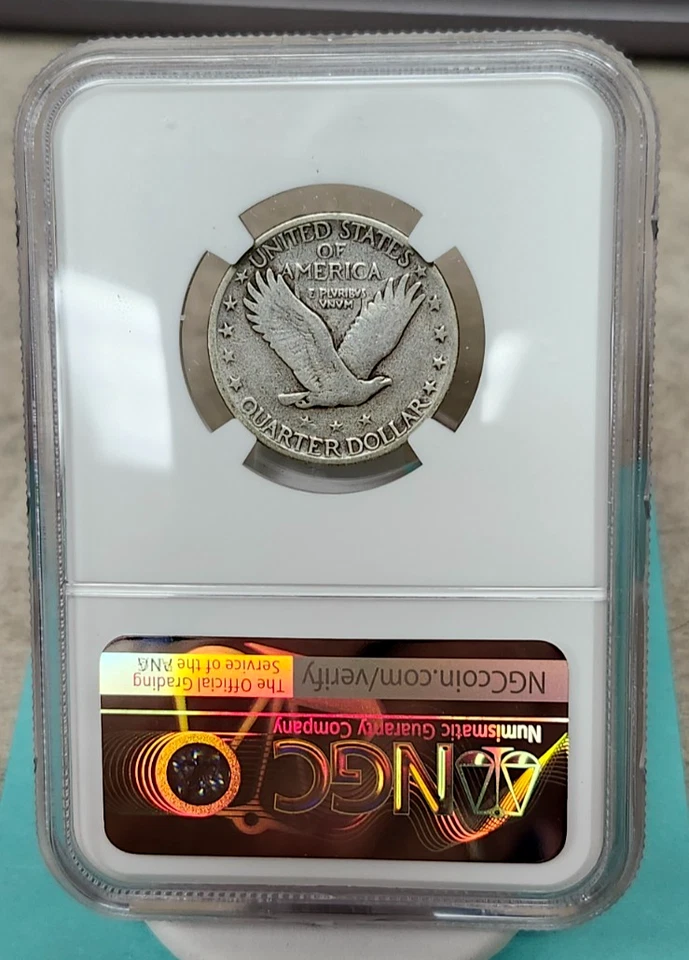 UNITED STATES
OF
AMERICA
E PLURIBUS
UNUM
QUARTER DOLLAR
NGCcoin.com/verify
The Official Grading
Service of the ANG
Numismatic Guaranty Company
NGC